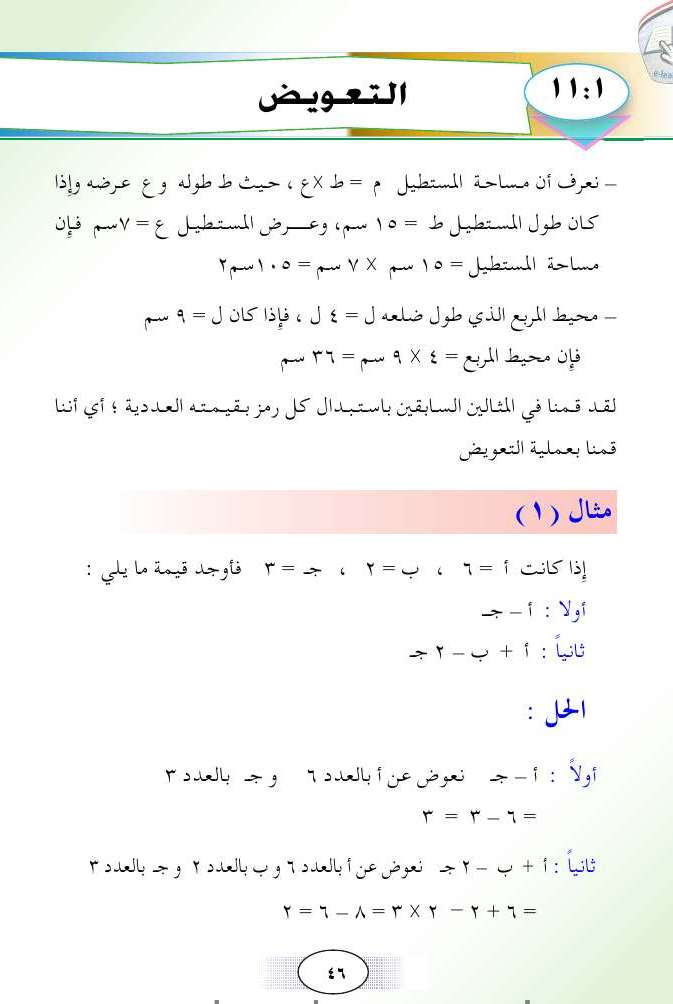 e-lea
١:١١
التعويض
– نعرف أن مساحة المستطيل م = ط ×ع ، حيث ط طوله و ع عرضه وإذا
كان طول المستطيل ط = ١٥ سم، وعرض المستطيل ع = ٧سم فإن
مساحة المستطيل = ١٥ سم × ٧ سم = ١٠٥سم٢
– محيط المربع الذي طول ضلعه ل = ٤ ل ، فإذا كان ل = ٩ سم
فإن محيط المربع = ٤ × ٩ سم = ٣٦ سم
لقد قمنا في المثالين السابقين باستبدال كل رمز بقيمته العددية ؛ أي أننا
قمنا بعملية التعويض
مثال (١)
إذا كانت أ = ٦ ، ب = ٢ ، جـ = ٣ فأوجد قيمة ما يلي :
أولا : أ – جـ
ثانياً : أ + ب – ٢ جـ
الحل :
أولاً : أ – جـ نعوض عن أ بالعدد ٦ و جـ بالعدد ٣
= ٦ – ٣ = ٣
ثانياً : أ + ب – ٢ جـ نعوض عن أ بالعدد ٦ و ب بالعدد ٢ و جـ بالعدد ٣
= ٦ + ٢ – ٢ × ٣ = ٨ – ٦ = ٢
٤٦